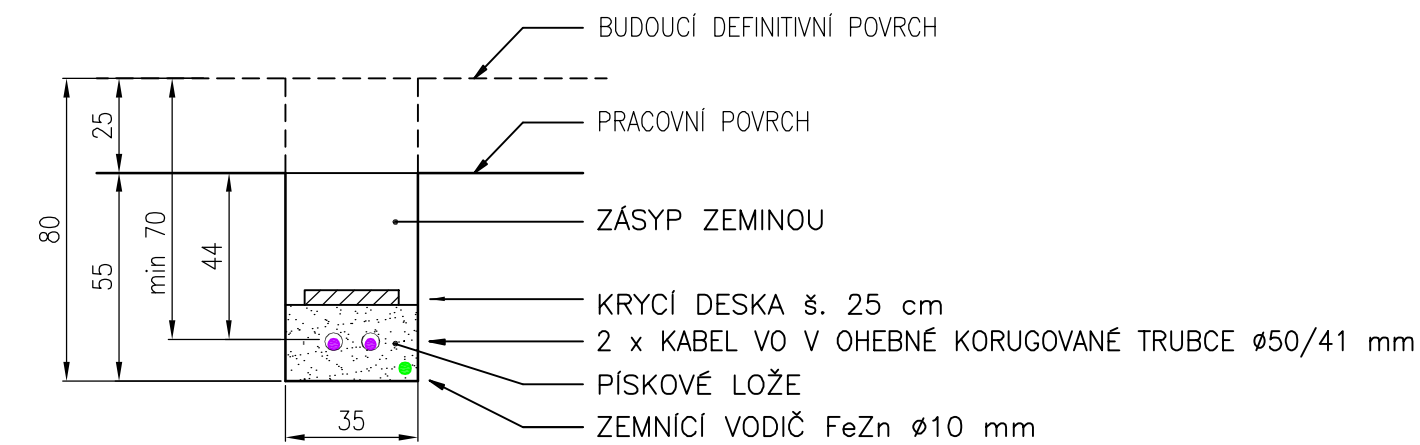 BUDOUCÍ DEFINITIVNÍ POVRCH
PRACOVNÍ POVRCH
25
80
55
min 70
44
ZÁSYP ZEMINOU
KRYCÍ DESKA š. 25 cm
2 x KABEL VO V OHEBNÉ KORUGOVANÉ TRUBCE ø50/41 mm
PÍSKOVÉ LOŽE
ZEMNÍCÍ VODIČ FeZn ø10 mm
35